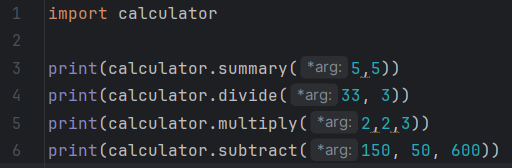 1 import calculator
2
3 print(calculator.summary( *arg: 5,5))
4 print(calculator.divide( *arg: 33, 3))
5 print(calculator.multiply( *arg: 2,2,3))
6 print(calculator.subtract( *arg: 150, 50, 600))